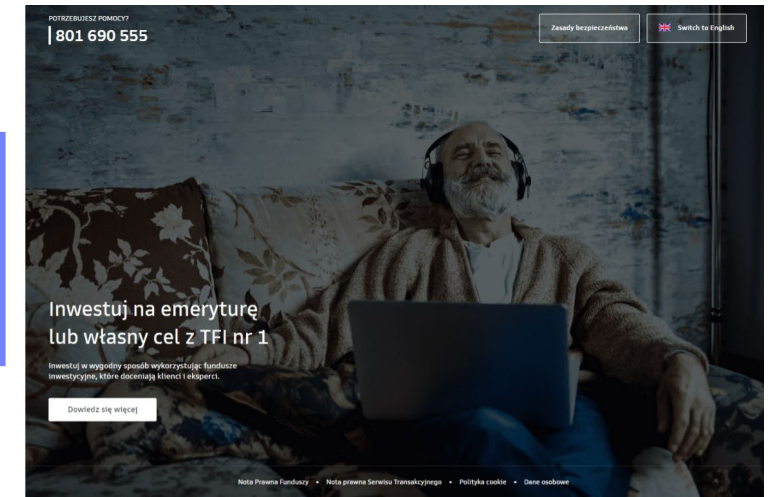 POTRZEBUJESZ POMOCY?
801 690 555
Zasady bezpieczeństwa
Switch to English
Inwestuj na emeryturę
lub własny cel z TFI nr 1
Inwestuj w wygodny sposób wykorzystując fundusze
inwestycyjne, które doceniają klienci i eksperci.
Dowiedz się więcej
Nota Prawna Funduszy • Nota prawna Serwisu Transakcyjnego • Polityka cookie • Dane osobowe